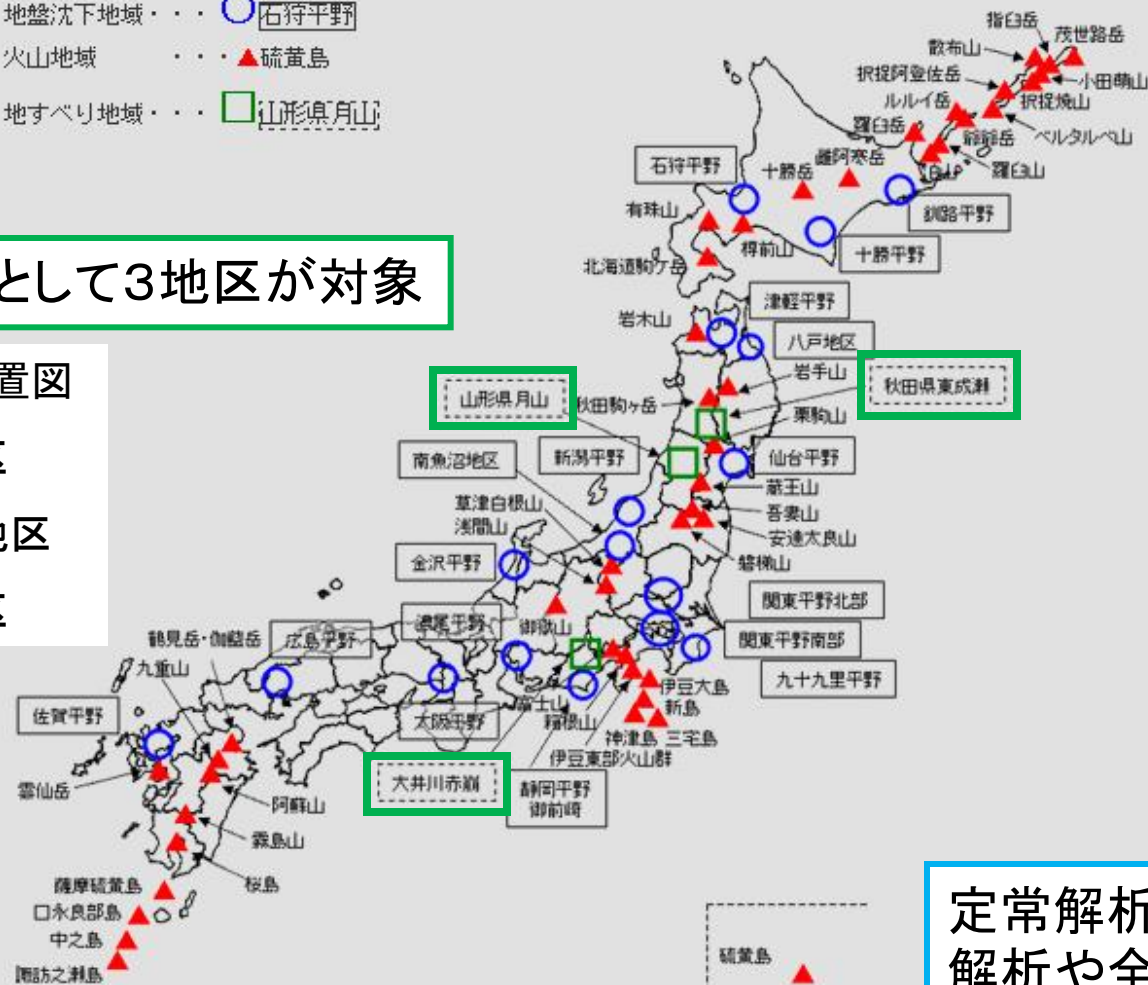 地盤沈下地域・・・ 石狩平野
火山地域 ・・・ 硫黄島
地すべり地域・・・ 山形県月山
として3地区が対象
置図
区
地区
区
指臼岳
茂世路岳
散布山
択捉阿登佐岳
小田萌山
択捉焼山
ルルイ岳
ベルタルベ山
羅臼岳
爺爺岳
羅臼山
石狩平野
十勝岳
雌阿寒岳
釧路平野
有珠山
樽前山
十勝平野
北海道駒ケ岳
津軽平野
岩木山
八戸地区
岩手山
秋田県東成瀬
山形県月山
秋田駒ヶ岳
栗駒山
南魚沼地区
新潟平野
仙台平野
蔵王山
草津白根山
吾妻山
浅間山
安達太良山
金沢平野
磐梯山
関東平野北部
濃尾平野
御嶽山
関東平野南部
鶴見岳・伽藍岳
広島平野
九重山
九十九里平野
伊豆大島
富士山
新島
佐賀平野
大阪平野
箱根山
神津島
三宅島
伊豆東部火山群
大井川赤崩
静岡平野
御前崎
雲仙岳
阿蘇山
霧島山
桜島
薩摩硫黄島
口永良部島
中之島
諏訪之瀬島
硫黄島
定常解析
解析や全